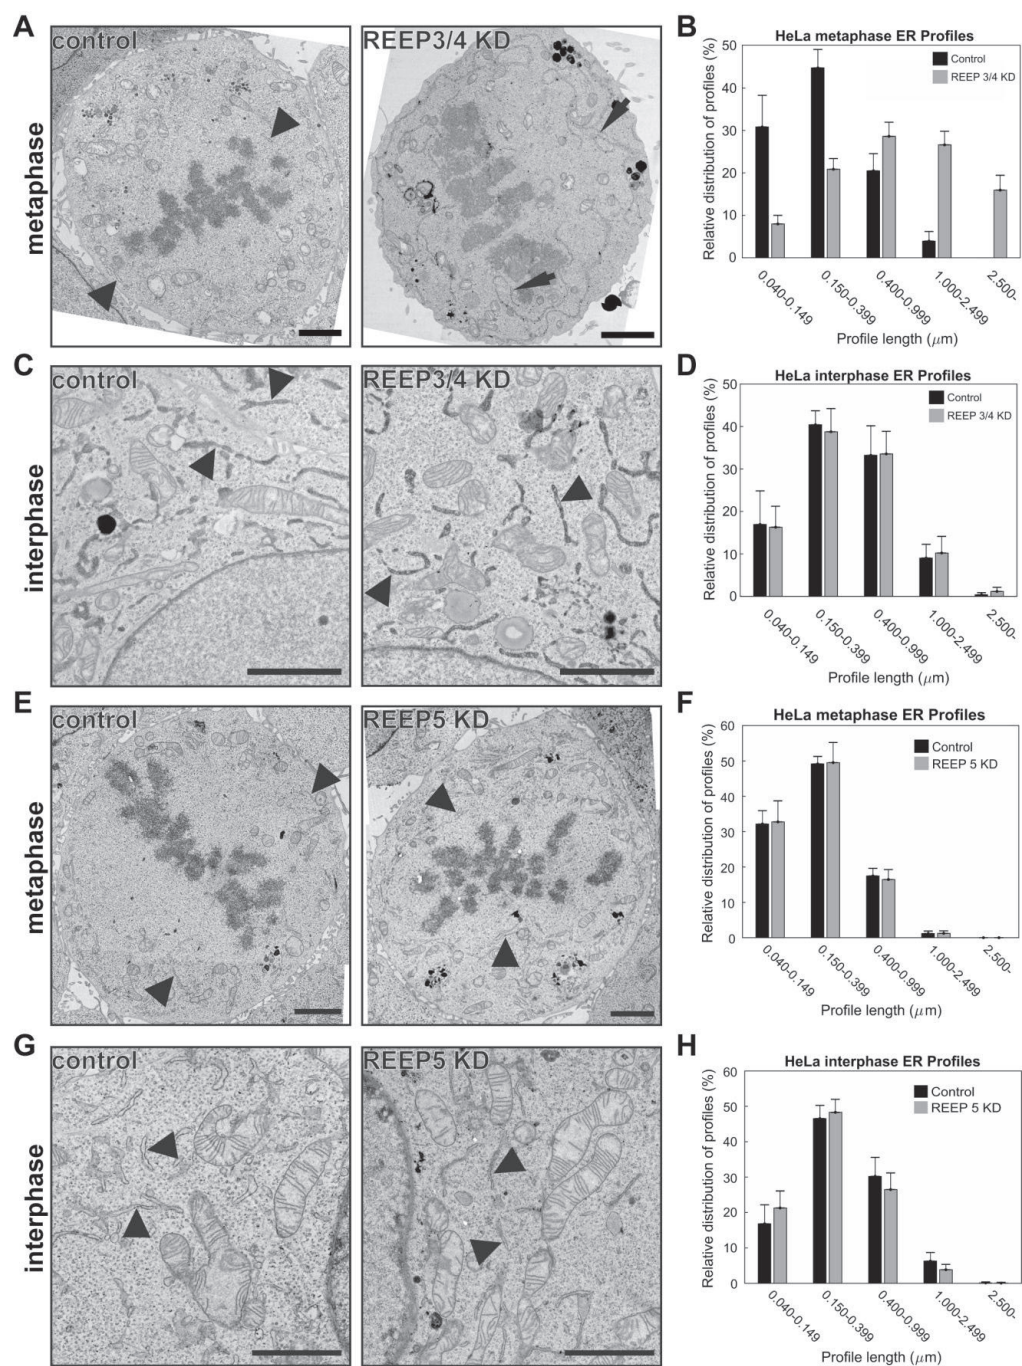 A
control
REEP3/4 KD
metaphase
B
HeLa metaphase ER Profiles
Control
REEP 3/4 KD
Relative distribution of profiles (%)
50
40
30
20
10
0
0.040-0.149
0.150-0.399
0.400-0.999
1.000-2.499
2.500-
Profile length (μm)
C
control
REEP3/4 KD
interphase
D
HeLa interphase ER Profiles
Control
REEP 3/4 KD
Relative distribution of profiles (%)
50
40
30
20
10
0
0.040-0.149
0.150-0.399
0.400-0.999
1.000-2.499
2.500-
Profile length (μm)
E
control
REEP5 KD
metaphase
F
HeLa metaphase ER Profiles
Control
REEP 5 KD
Relative distribution of profiles (%)
60
50
40
30
20
10
0
0.040-0.149
0.150-0.399
0.400-0.999
1.000-2.499
2.500-
Profile length (μm)
G
control
REEP5 KD
interphase
H
HeLa interphase ER Profiles
Control
REEP 5 KD
Relative distribution of profiles (%)
60
50
40
30
20
10
0
0.040-0.149
0.150-0.399
0.400-0.999
1.000-2.499
2.500-
Profile length (μm)